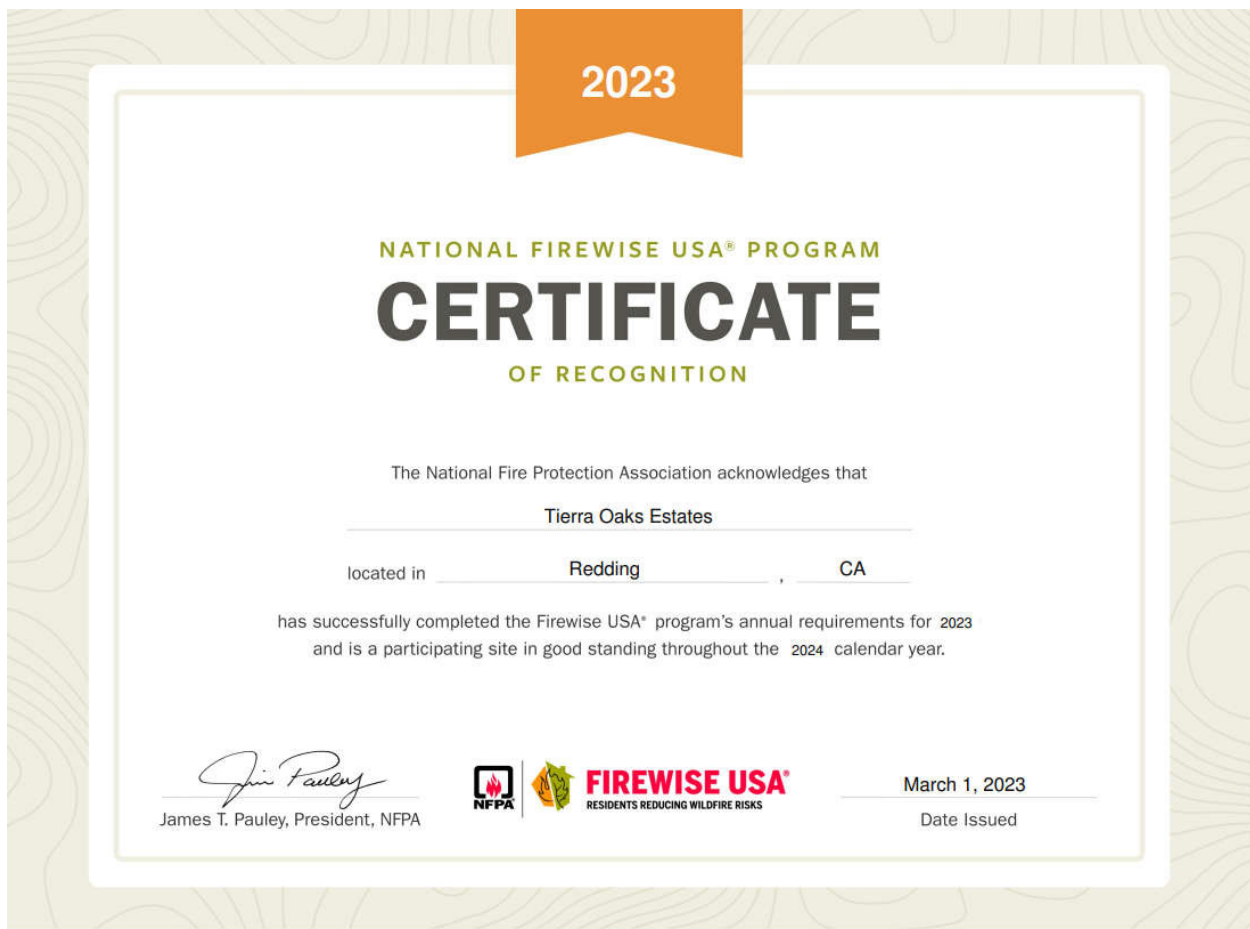 2023
NATIONAL FIREWISE USA® PROGRAM
CERTIFICATE
OF RECOGNITION
The National Fire Protection Association acknowledges that
Tierra Oaks Estates
located in Redding , CA
has successfully completed the Firewise USA® program's annual requirements for 2023
and is a participating site in good standing throughout the 2024 calendar year.
Jim Pauley
James T. Pauley, President, NFPA
NFPA
FIREWISE USA®
RESIDENTS REDUCING WILDFIRE RISKS
March 1, 2023
Date Issued